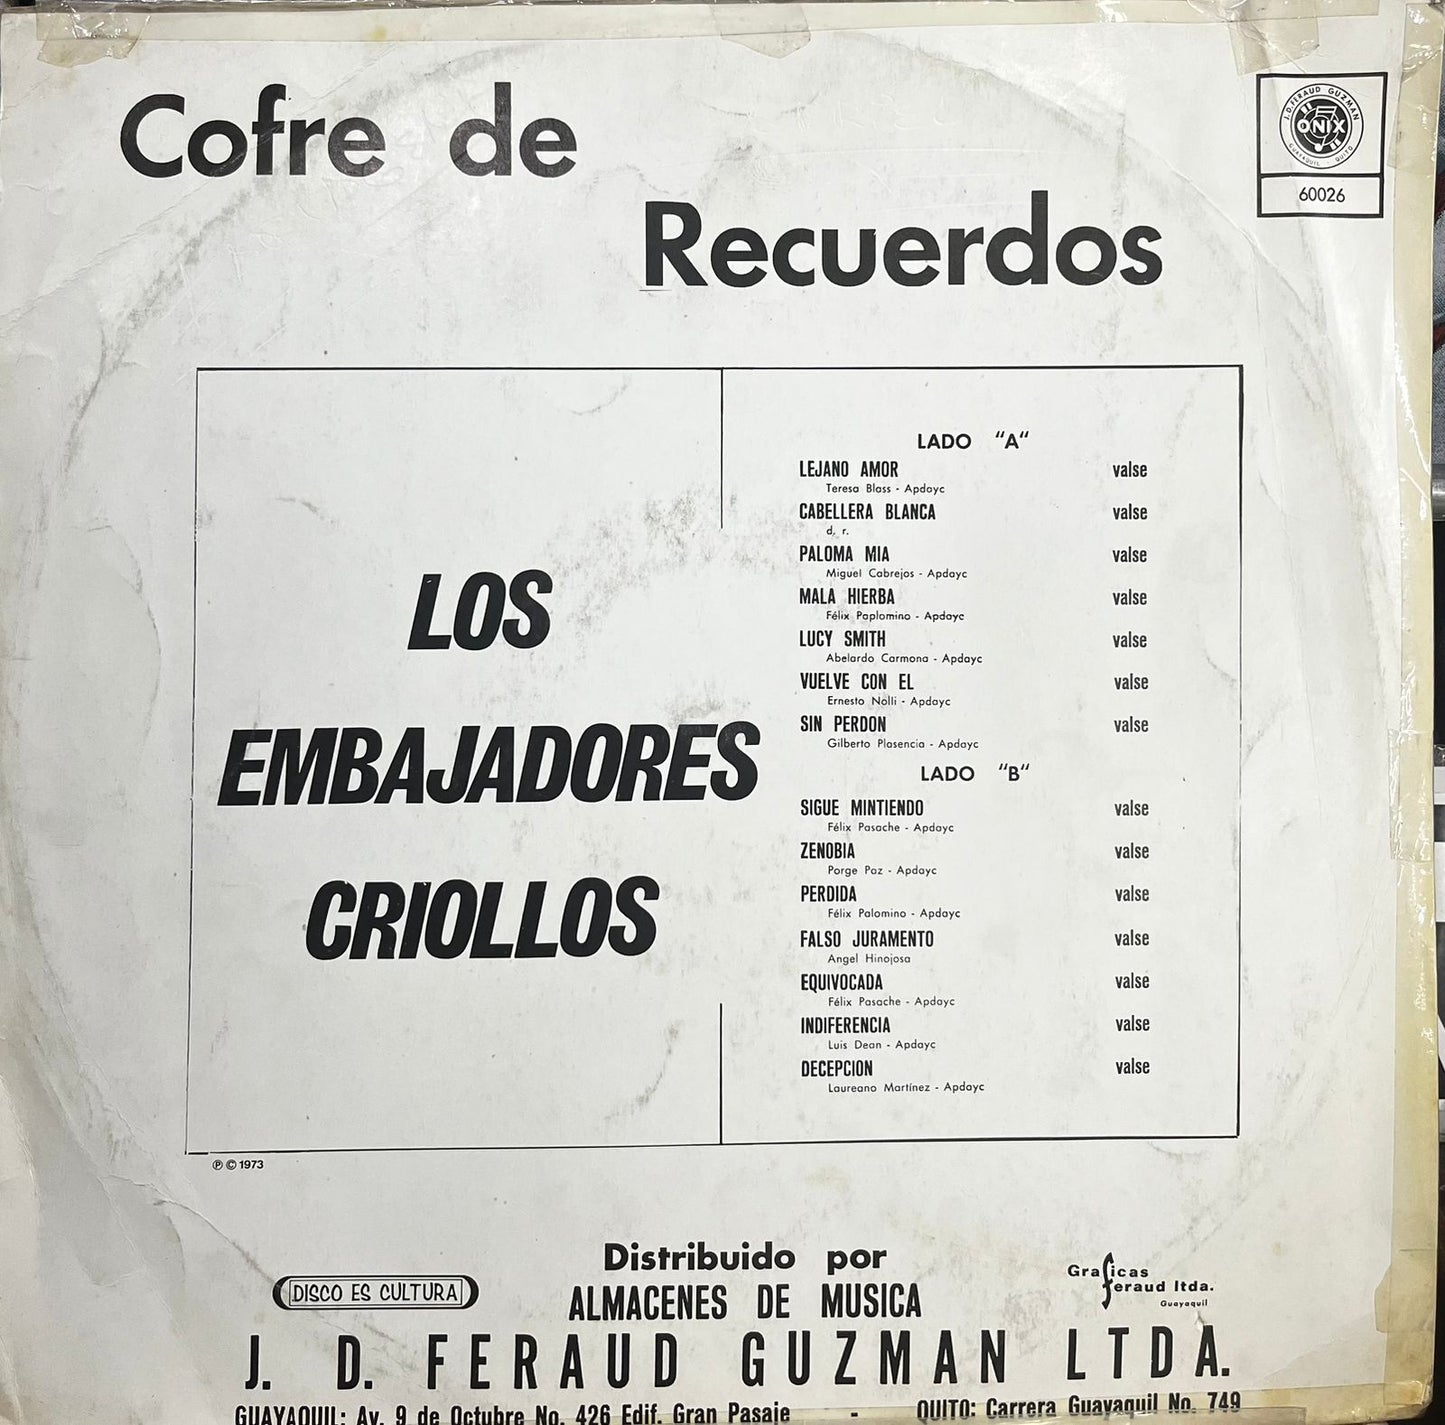 Cofre de
Recuerdos
J.D. FERAUD GUZMAN
ONIX
GUAYAQUIL - QUITO
60026
LOS
EMBAJADORES
CRIOLLOS
LADO "A"
LEJANO AMOR valse
Teresa Blass - Apdayc
CABELLERA BLANCA valse
d. r.
PALOMA MIA valse
Miguel Cabrejos - Apdayc
MALA HIERBA valse
Félix Paplomino - Apdayc
LUCY SMITH valse
Abelardo Carmona - Apdayc
VUELVE CON EL valse
Ernesto Nolli - Apdayc
SIN PERDON valse
Gilberto Plasencia - Apdayc
LADO "B"
SIGUE MINTIENDO valse
Félix Pasache - Apdayc
ZENOBIA valse
Porge Paz - Apdayc
PERDIDA valse
Félix Palomino - Apdayc
FALSO JURAMENTO valse
Angel Hinojosa
EQUIVOCADA valse
Félix Pasache - Apdayc
INDIFERENCIA valse
Luis Dean - Apdayc
DECEPCION valse
Laureano Martínez - Apdayc
℗ © 1973
DISCO ES CULTURA
Distribuido por
ALMACENES DE MUSICA
Graficas
feraud ltda.
Guayaquil
J. D. FERAUD GUZMAN LTDA.
GUAYAQUIL: Av. 9 de Octubre No. 426 Edif. Gran Pasaje - QUITO: Carrera Guayaquil No. 749